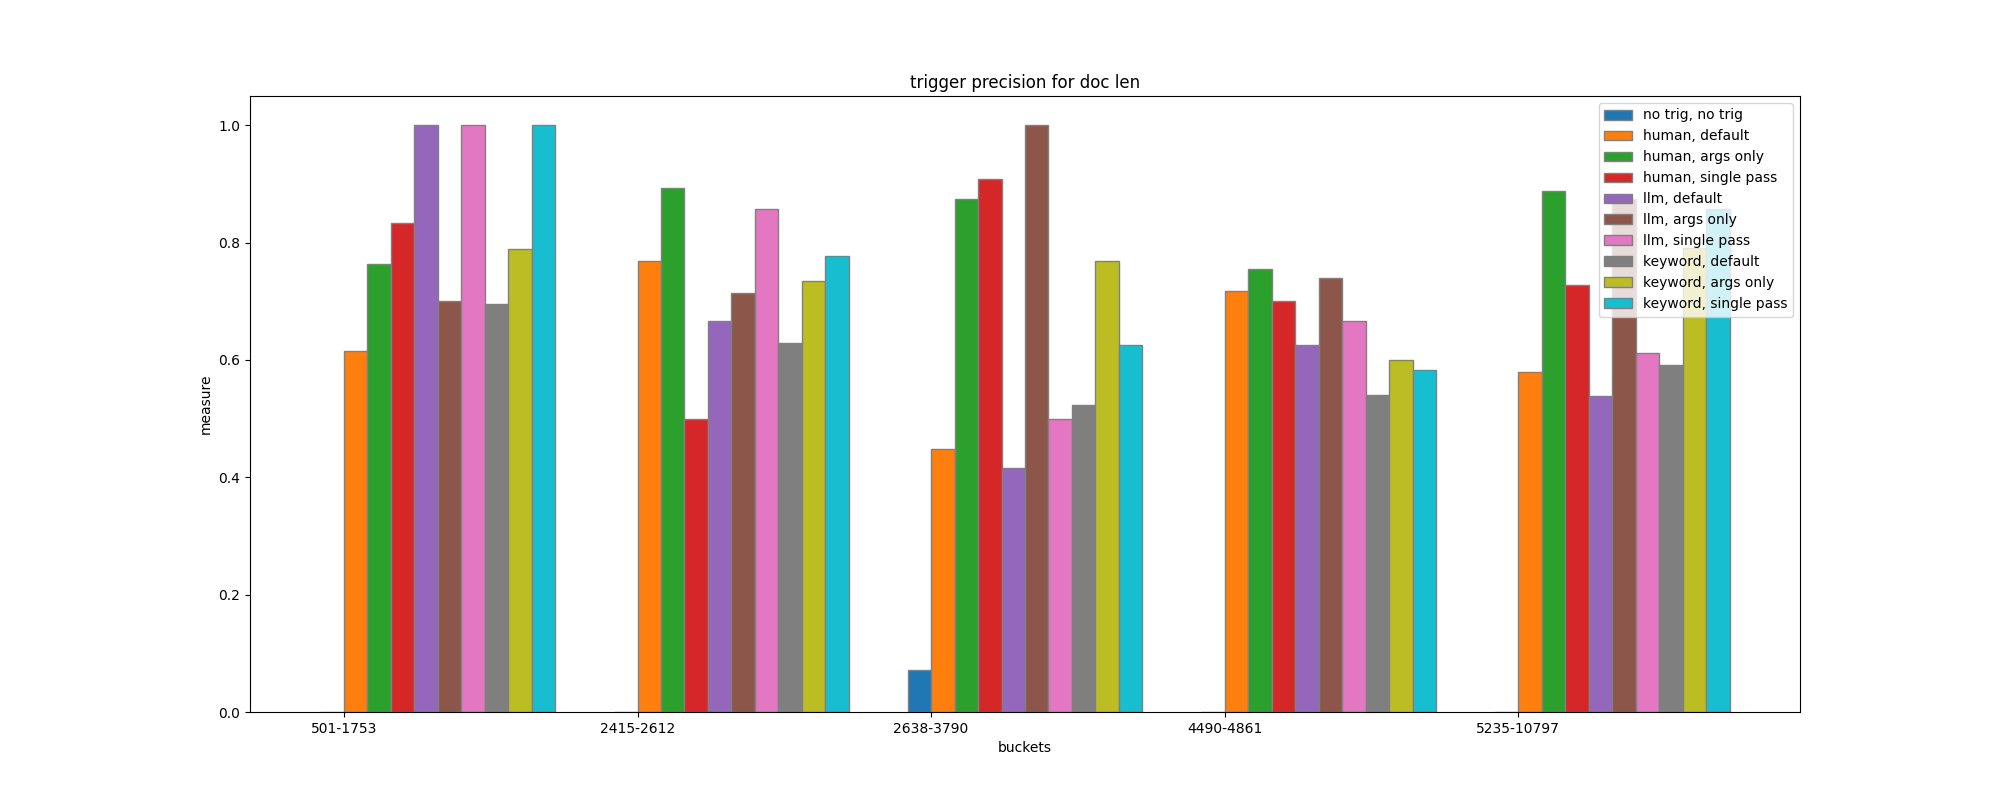 trigger precision for doc len
1.0
0.8
0.6
0.4
0.2
0.0
measure
no trig, no trig
human, default
human, args only
human, single pass
llm, default
llm, args only
llm, single pass
keyword, default
keyword, args only
keyword, single pass
501-1753
2415-2612
2638-3790
4490-4861
5235-10797
buckets